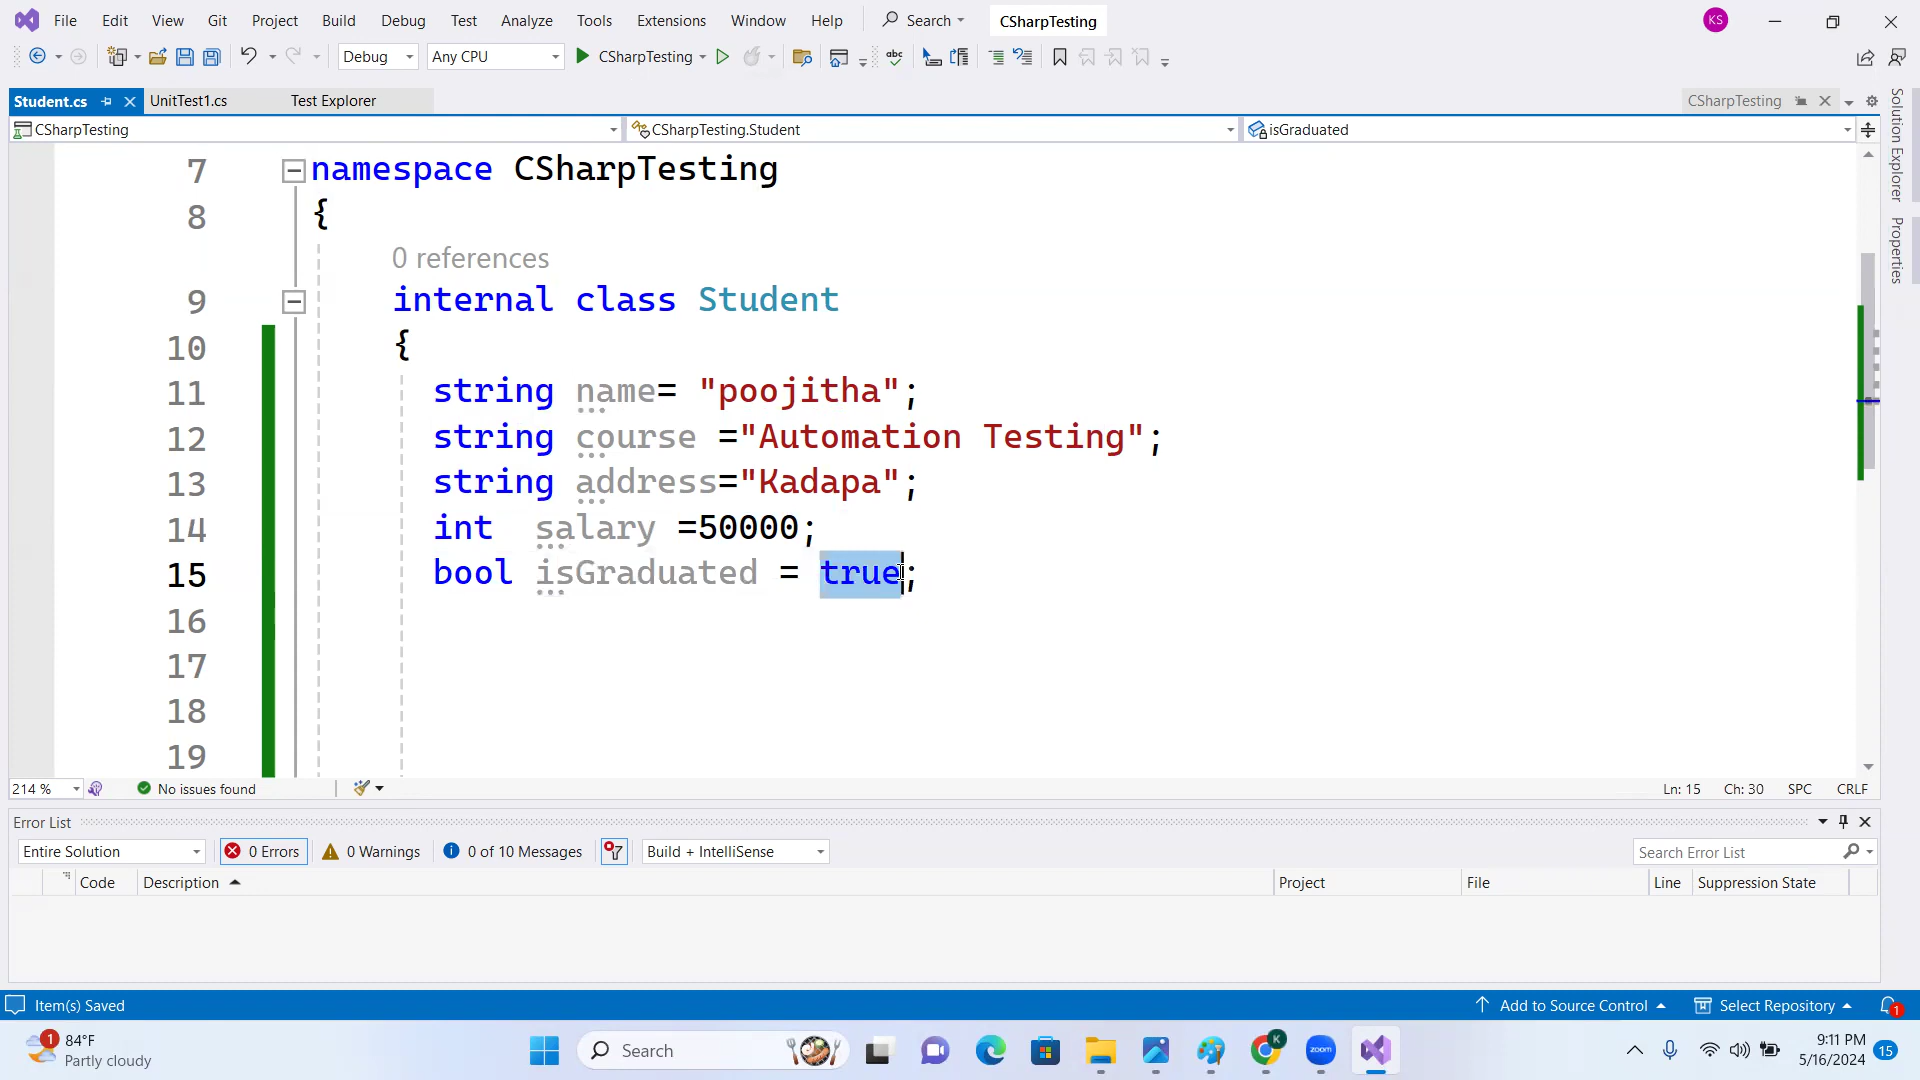 File Edit View Git Project Build Debug Test Analyze Tools Extensions Window Help Search CSharpTesting KS
Debug Any CPU CSharpTesting abc
Student.cs UnitTest1.cs Test Explorer CSharpTesting
CSharpTesting CSharpTesting.Student isGraduated
7 namespace CSharpTesting
8 {
0 references
9 internal class Student
10 {
11 string name= "poojitha";
12 string course ="Automation Testing";
13 string address="Kadapa";
14 int salary =50000;
15 bool isGraduated = true;
16
17
18
19
Solution Explorer
Properties
214 % No issues found Ln: 15 Ch: 30 SPC CRLF
Error List
Entire Solution 0 Errors 0 Warnings 0 of 10 Messages Build + IntelliSense Search Error List
Code Description Project File Line Suppression State
Item(s) Saved Add to Source Control Select Repository 1
1 84°F
Partly cloudy
Search K zoom
9:11 PM
5/16/2024 15